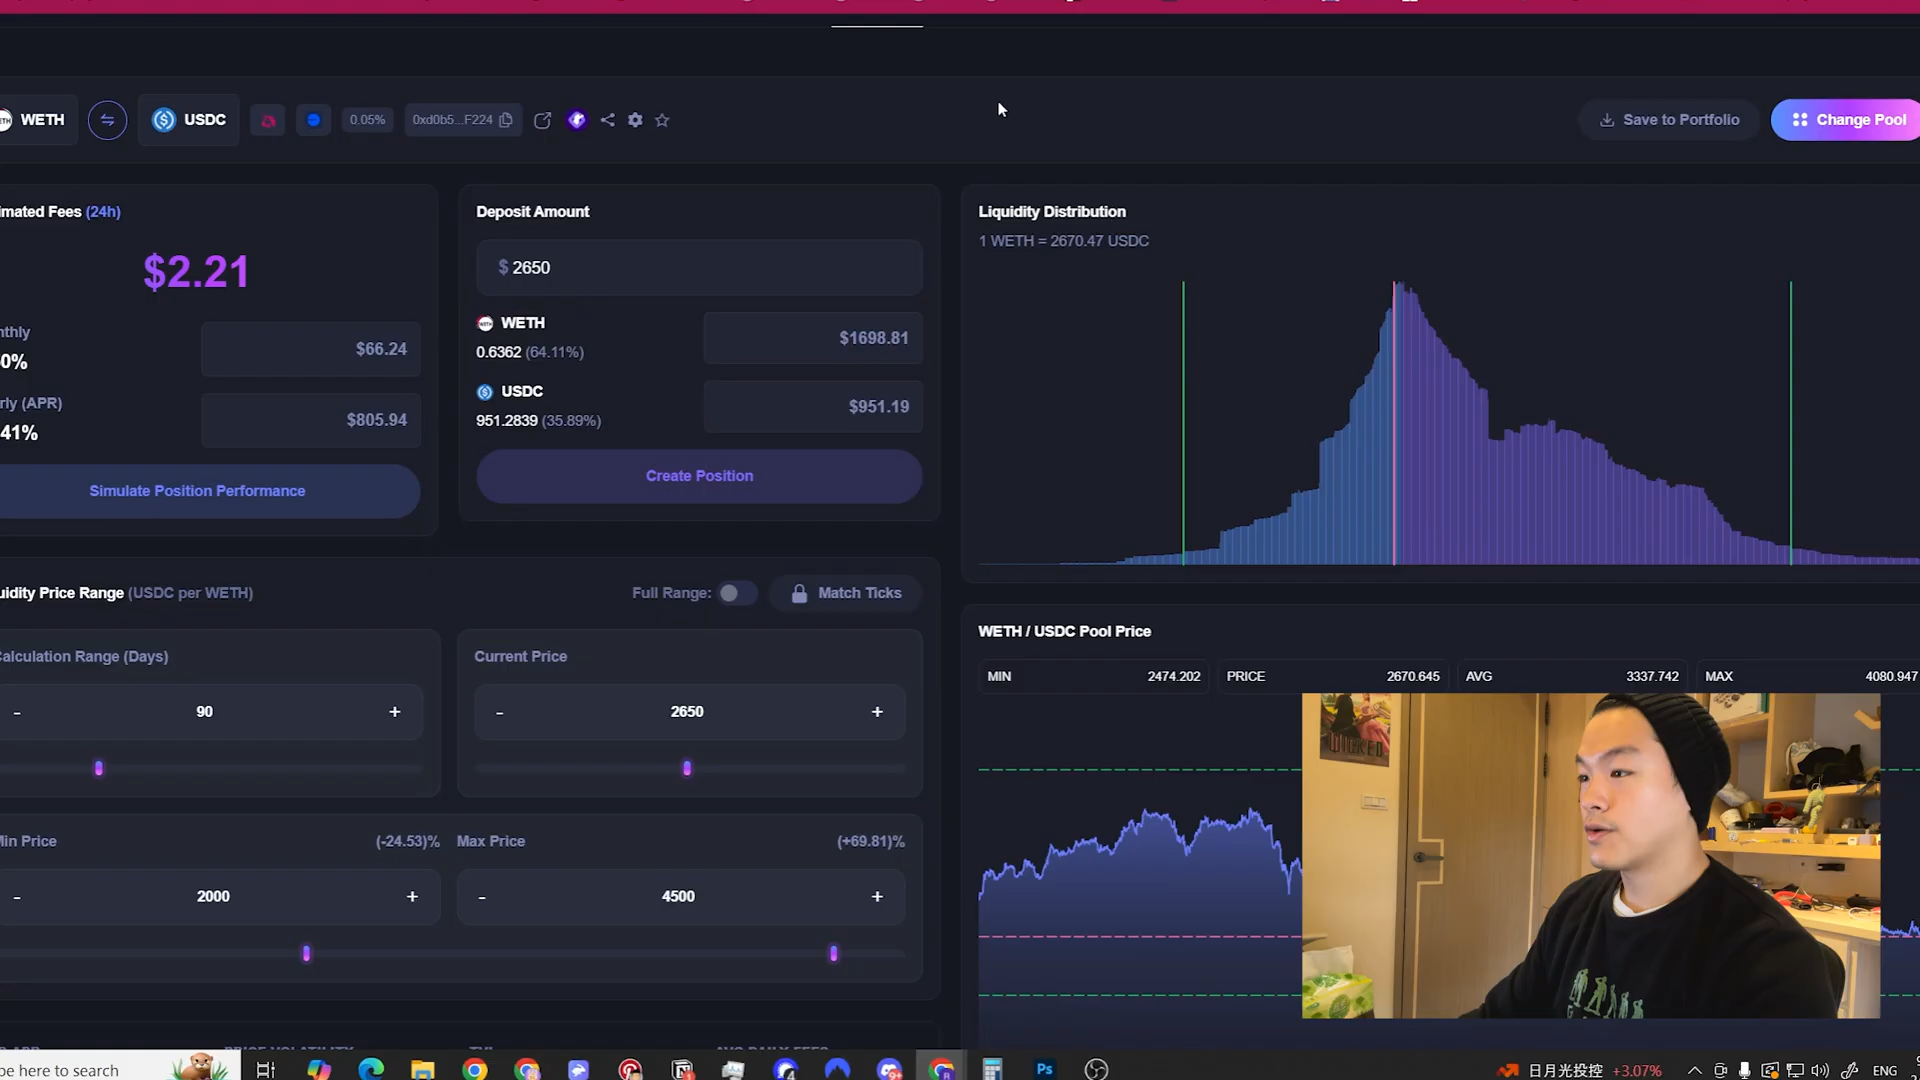 WETH
USDC
0.05%
0xd0b5...F224
Save to Portfolio
Change Pool
imated Fees (24h)
$2.21
nthly
0%
$66.24
rly (APR)
41%
$805.94
Simulate Position Performance
Deposit Amount
$ 2650
WETH
0.6362 (64.11%)
$1698.81
USDC
951.2839 (35.89%)
$951.19
Create Position
Liquidity Distribution
1 WETH = 2670.47 USDC
uidity Price Range (USDC per WETH)
Full Range:
Match Ticks
Calculation Range (Days)
- 90 +
Current Price
- 2650 +
Min Price (-24.53)%
- 2000 +
Max Price (+69.81)%
- 4500 +
WETH / USDC Pool Price
MIN 2474.202
PRICE 2670.645
AVG 3337.742
MAX 4080.947
WICKED
pe here to search
日月光投控 +3.07%
ENG